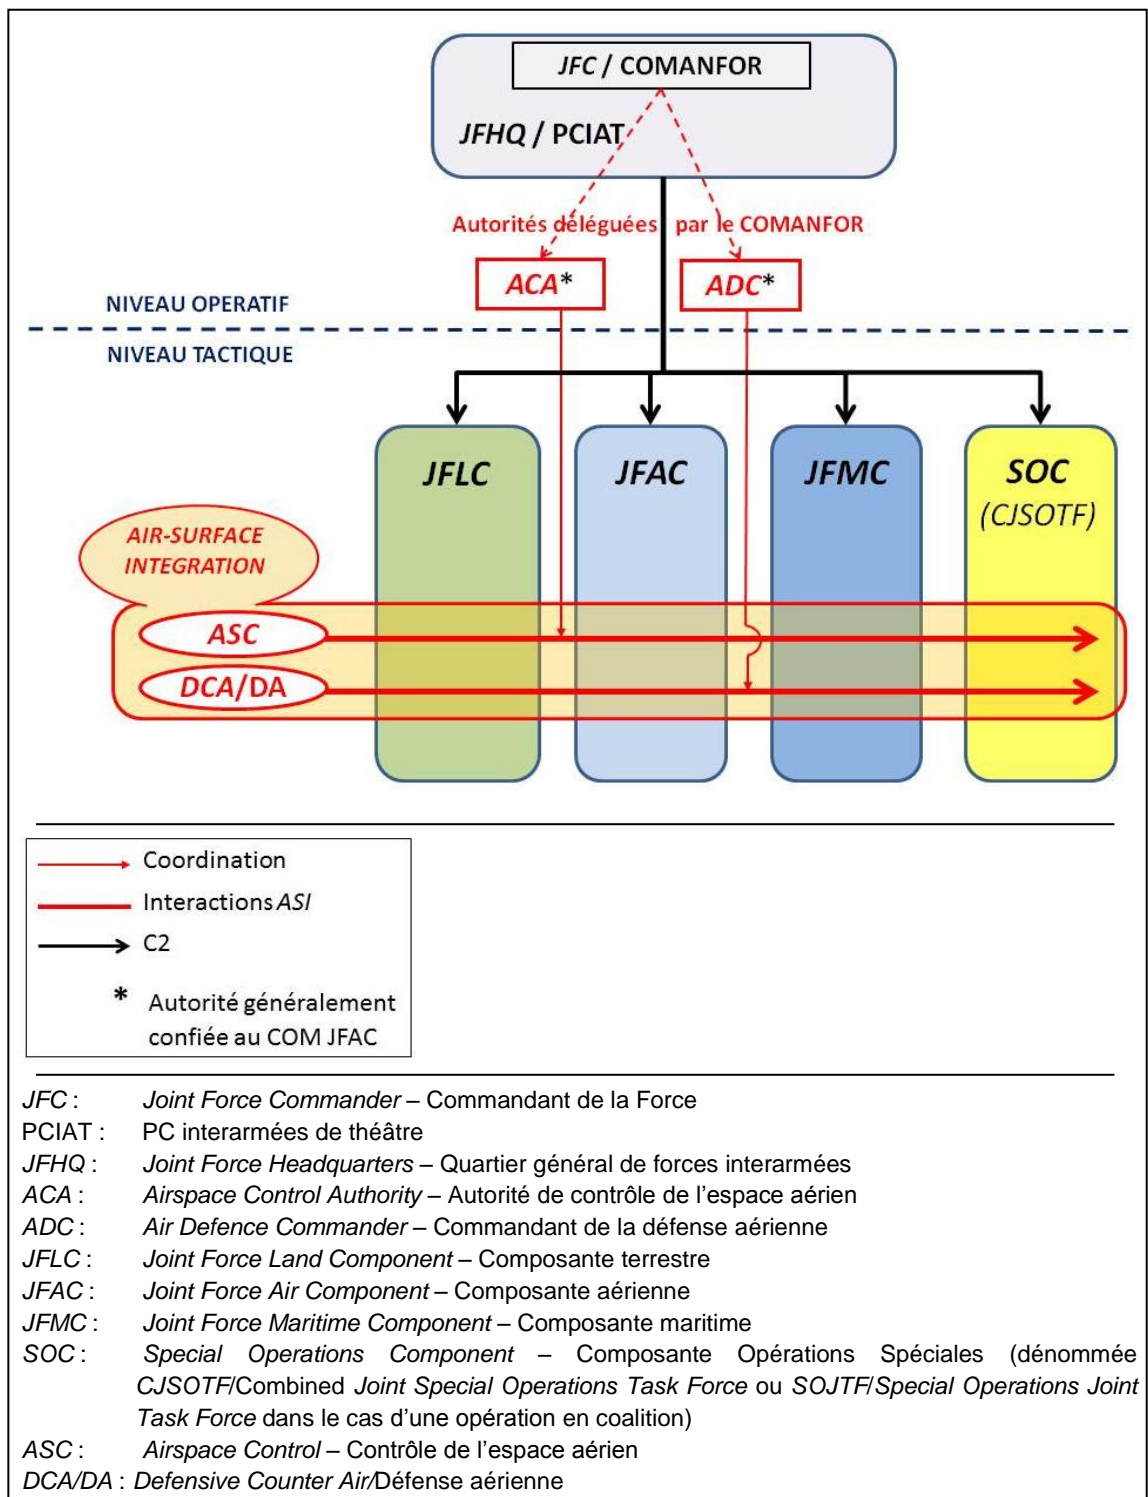 JFC / COMANFOR
JFHQ / PCIAT
Autorités déléguées par le COMANFOR
ACA*
ADC*
NIVEAU OPERATIF
NIVEAU TACTIQUE
JFLC
JFAC
JFMC
SOC
(CJSOTF)
AIR-SURFACE
INTEGRATION
ASC
DCA/DA
Coordination
Interactions ASI
C2
* Autorité généralement
confiée au COM JFAC
JFC : Joint Force Commander – Commandant de la Force
PCIAT : PC interarmées de théâtre
JFHQ : Joint Force Headquarters – Quartier général de forces interarmées
ACA : Airspace Control Authority – Autorité de contrôle de l’espace aérien
ADC : Air Defence Commander – Commandant de la défense aérienne
JFLC : Joint Force Land Component – Composante terrestre
JFAC : Joint Force Air Component – Composante aérienne
JFMC : Joint Force Maritime Component – Composante maritime
SOC : Special Operations Component – Composante Opérations Spéciales (dénommée
CJSOTF/Combined Joint Special Operations Task Force ou SOJTF/Special Operations Joint
Task Force dans le cas d’une opération en coalition)
ASC : Airspace Control – Contrôle de l’espace aérien
DCA/DA : Defensive Counter Air/Défense aérienne